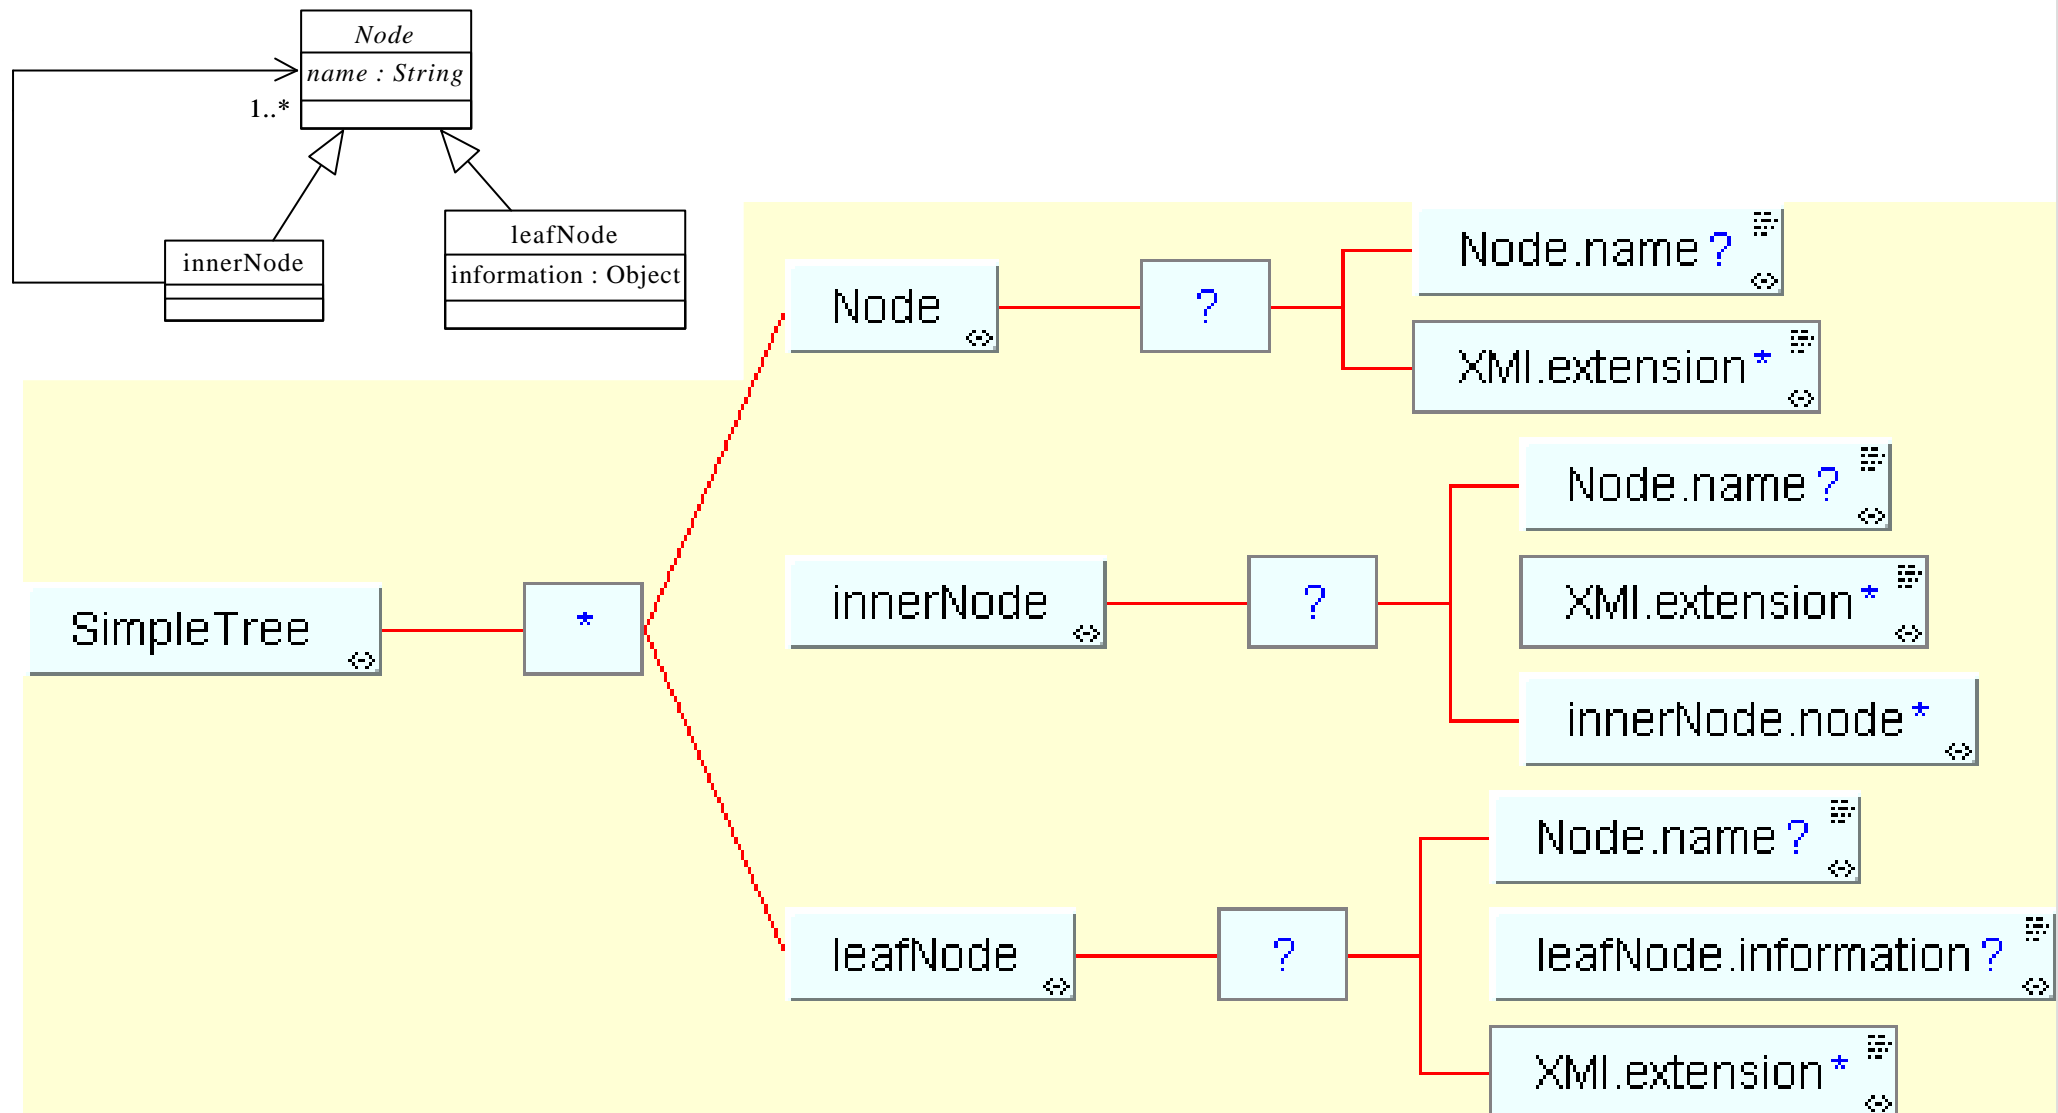 Node
name : String
1..*
innerNode
leafNode
information : Object
SimpleTree
*
Node
?
Node.name ?
XMI.extension *
innerNode
?
Node.name ?
XMI.extension *
innerNode.node *
leafNode
?
Node.name ?
leafNode.information ?
XMI.extension *